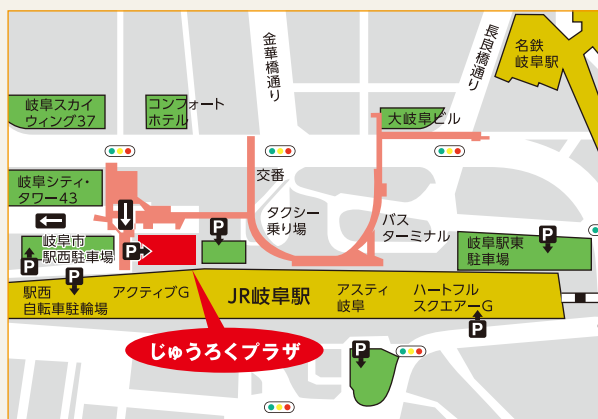 金華橋通り
長良橋通り
名鉄
岐阜駅
岐阜スカイ
ウィング37
コンフォート
ホテル
大岐阜ビル
岐阜シティ・
タワー43
交番
タクシー
乗り場
バス
ターミナル
岐阜市
駅西駐車場
P
P
P
P
岐阜駅東
駐車場
P
P
駅西
自転車駐輪場
アクティブG
JR岐阜駅
アスティ
岐阜
ハートフル
スクエアーG
P
じゅうろくプラザ
P